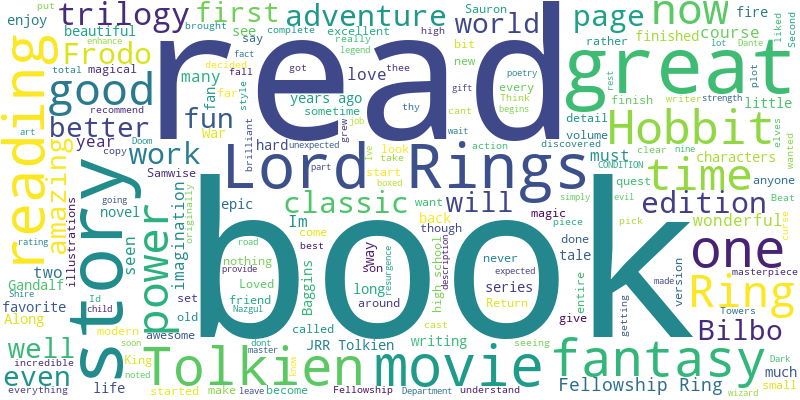 put
Sauron
fire
enjoy
trilogy
first
adventure
world
page
now
beautiful
brought
see
complete
excellent
high
finished
course
Frodo
enhance
say
really
bit
rather
Second
Dante
liked
decided
fact
legend
new
lot
plot
total
magical
fall
got
thee
poetry
reading
good
many
far
style
love
read
great
fan
years ago
gift
Think
every
finish
little
recommend
fun
sometime
thy
cant
begins
writer
strength
rest
art
better
war
brilliant
unexpected
grew
job
wait
action
detail
Hobbit
elves
wanted
Doom
year
hard
look
discovered
volume
amazing
copy
work
Lord Rings
Ive
take
must
clear
nine
characters
Samwise
imagination
originally
part
start
CONDITION
time
anyone
going
epic
boxed
classic
will
want
quest
edition
Beat
story
novel
Im
back
magic
simply
evil
wonderful
rating
power
seen
come
road
best
though
piece
done
pick
curse
illustrations
two
nothing
Baggins
way
never
tale
version
one
Gandalf
provide
son
high school
description
expected
entire
made
masterpiece
Shire
Id
set
Loved
long
resurgence
series
Ring
favorite
child
friend
around
Return
getting
Towers
Along
modern
old
Nazgul
called
cast
give
Bilbo
book
well
soon
King
awesome
JRR Tolkien
writing
seeing
Dark
incredible
noted
dont
Tolkien
movie
fantasy
much
even
master
know
Fellowship Ring
small
everything
life
started
make
leave
become
Fellowship
Department
understand
wizard